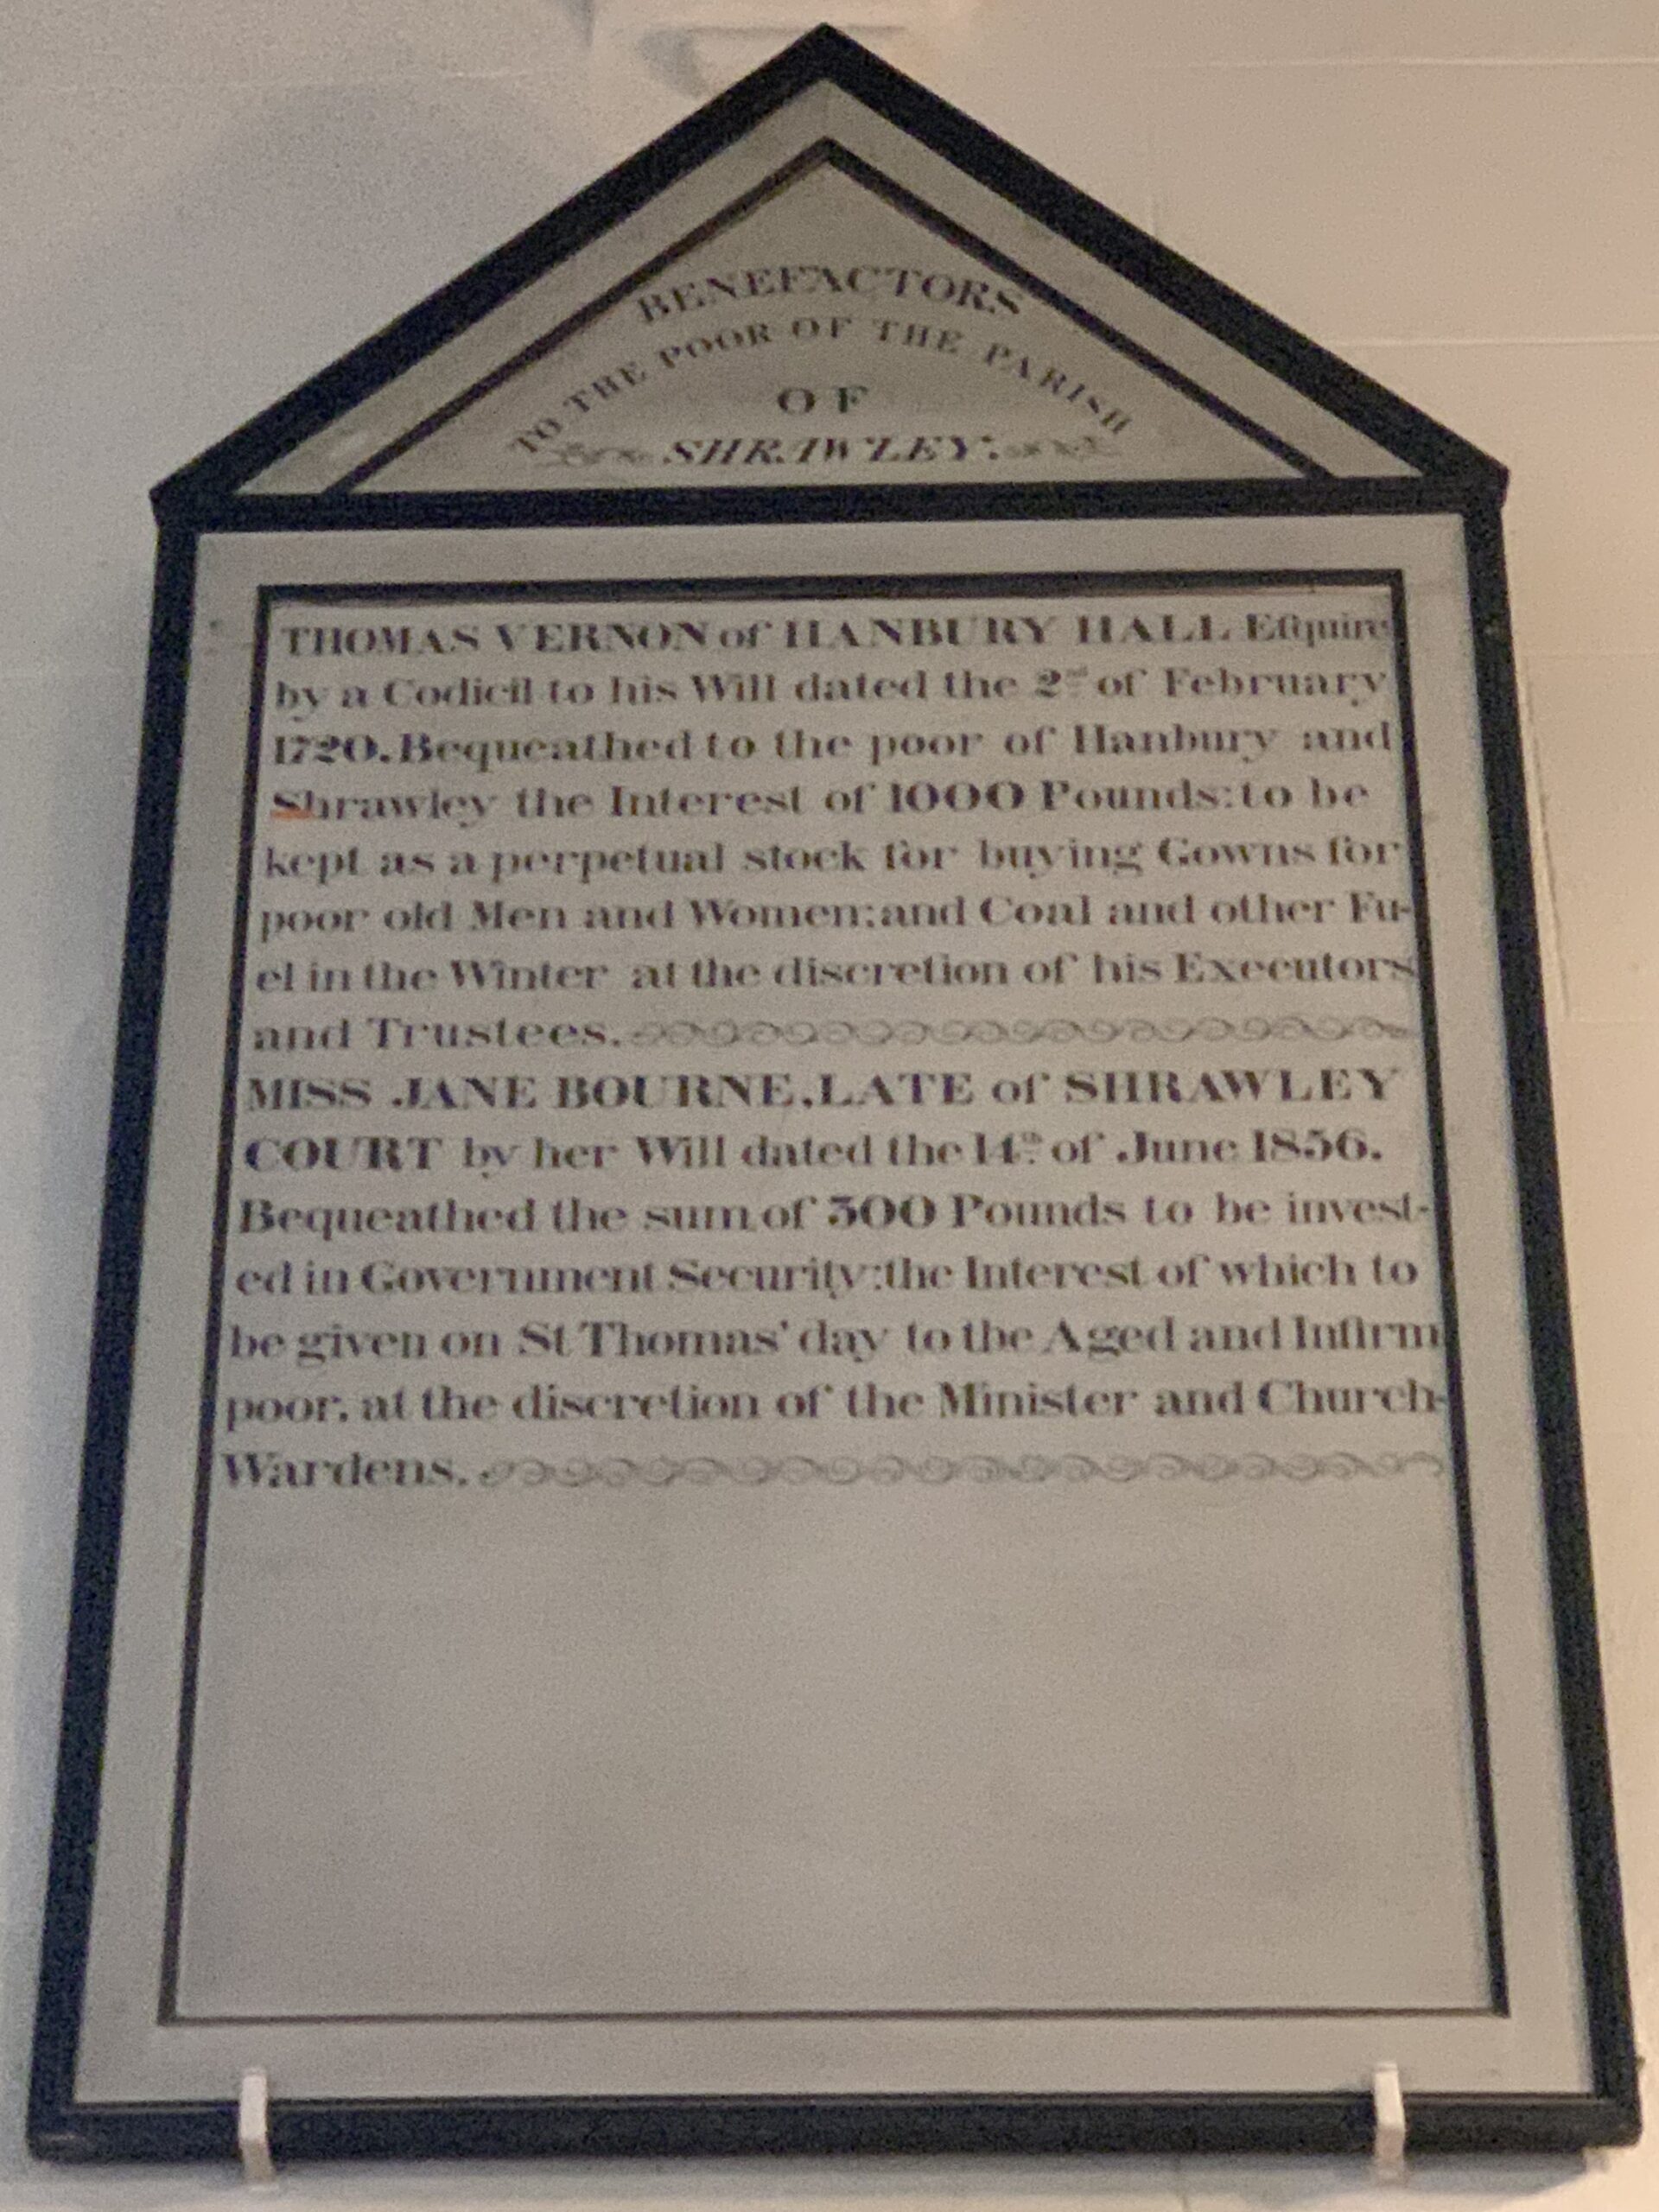 BENEFACTORS
TO THE POOR OF THE PARISH
OF
SHRAWLEY.
THOMAS VERNON of HANBURY HALL Eſquire
by a Codicil to his Will dated the 2nd of February
1720. Bequeathed to the poor of Hanbury and
Shrawley the Interest of 1000 Pounds: to be
kept as a perpetual stock for buying Gowns for
poor old Men and Women; and Coal and other Fu-
el in the Winter at the discretion of his Executors
and Trustees.
MISS JANE BOURNE, LATE of SHRAWLEY
COURT by her Will dated the 14th of June 1856.
Bequeathed the sum of 300 Pounds to be invest-
ed in Government Security: the Interest of which to
be given on St Thomas' day to the Aged and Infirm
poor, at the discretion of the Minister and Church-
Wardens.